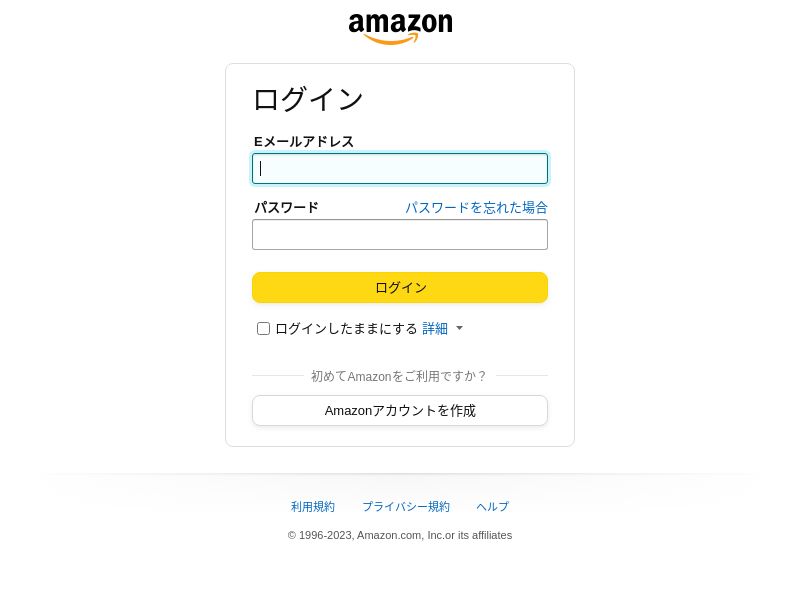 amazon
ログイン
Eメールアドレス
パスワード パスワードを忘れた場合
ログイン
ログインしたままにする 詳細
初めてAmazonをご利用ですか？
Amazonアカウントを作成
利用規約 プライバシー規約 ヘルプ
© 1996-2023, Amazon.com, Inc.or its affiliates